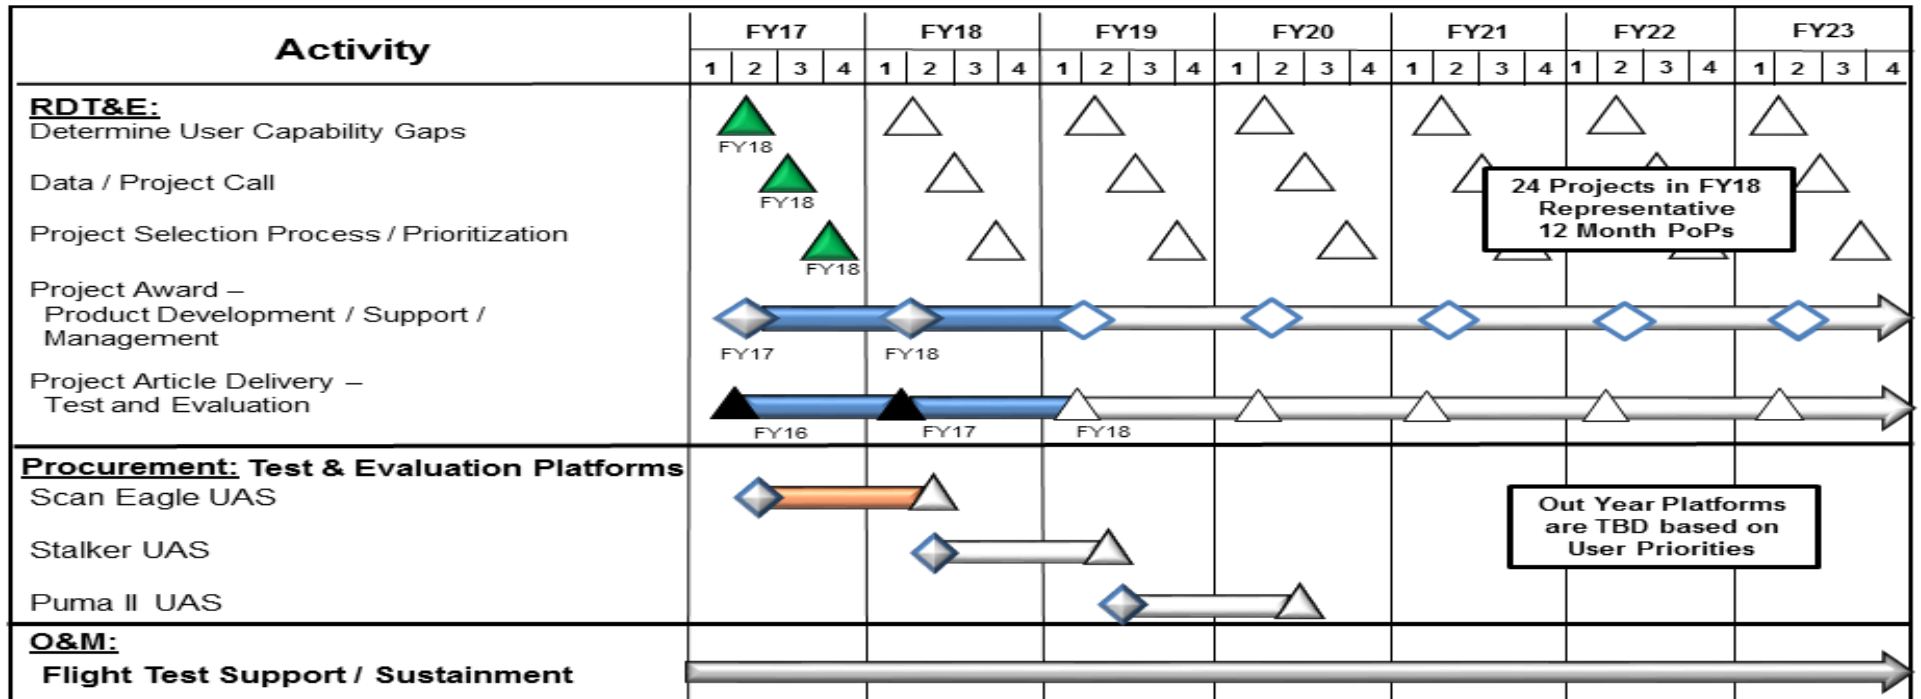 Activity
FY17 FY18 FY19 FY20 FY21 FY22 FY23
1 2 3 4 1 2 3 4 1 2 3 4 1 2 3 4 1 2 3 4 1 2 3 4 1 2 3 4
RDT&E:
Determine User Capability Gaps
FY18
Data / Project Call
FY18
24 Projects in FY18
Representative
12 Month PoPs
Project Selection Process / Prioritization
FY18
Project Award –
Product Development / Support /
Management
FY17 FY18
Project Article Delivery –
Test and Evaluation
FY16 FY17 FY18
Procurement: Test & Evaluation Platforms
Scan Eagle UAS
Out Year Platforms
are TBD based on
User Priorities
Stalker UAS
Puma II UAS
O&M:
Flight Test Support / Sustainment